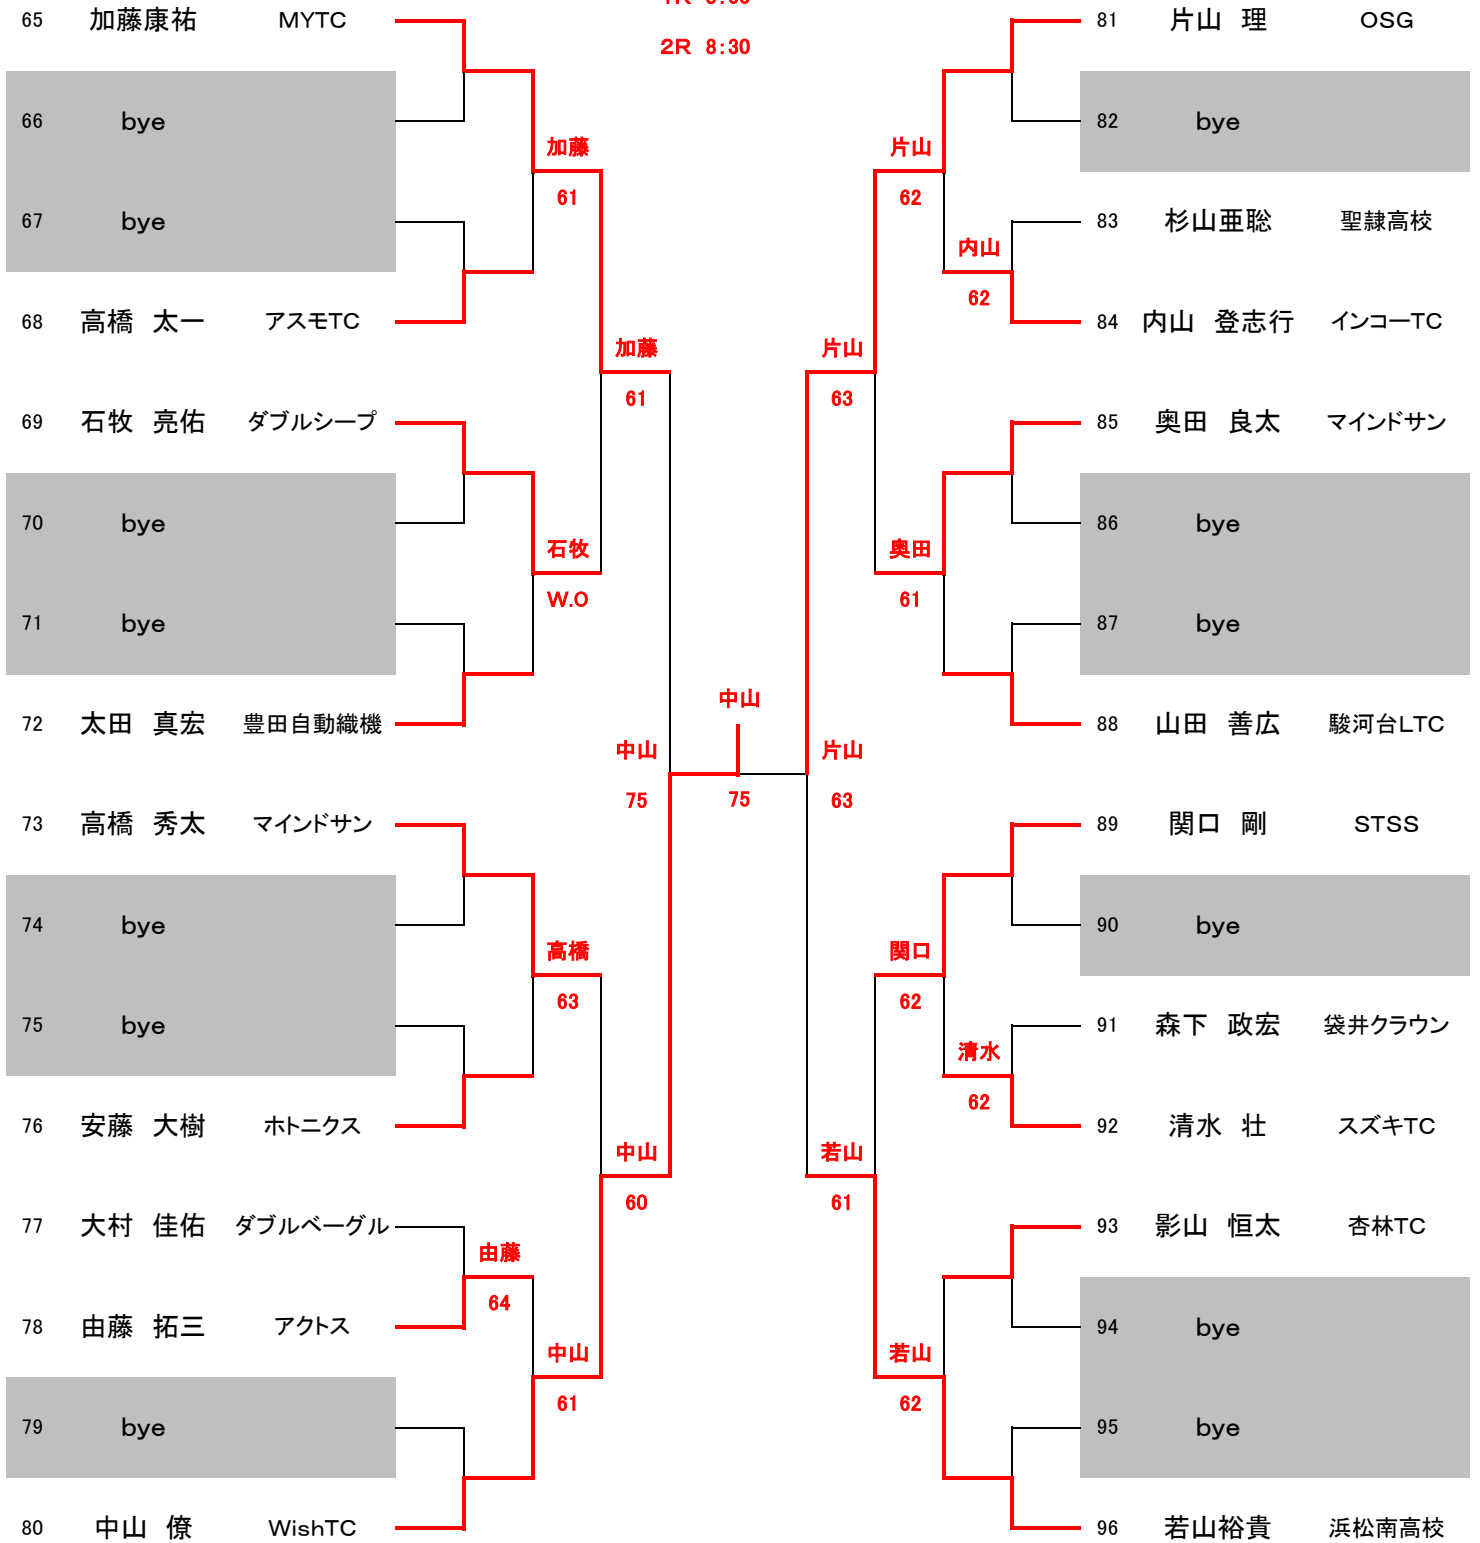 2R 8:30
65 加藤康祐 MYTC
66 bye
67 bye
68 高橋 太一 アスモTC
69 石牧 亮佑 ダブルシープ
70 bye
71 bye
72 太田 真宏 豊田自動織機
73 高橋 秀太 マインドサン
74 bye
75 bye
76 安藤 大樹 ホトニクス
77 大村 佳佑 ダブルベーグル
78 由藤 拓三 アクトス
79 bye
80 中山 僚 WishTC
加藤
61
石牧
W.O
高橋
63
由藤
64
中山
61
加藤
61
中山
60
中山
75
中山
75
片山
63
片山
63
若山
61
片山
62
内山
62
奥田
61
関口
62
清水
62
若山
62
81 片山 理 OSG
82 bye
83 杉山亜聡 聖隷高校
84 内山 登志行 インコーTC
85 奥田 良太 マインドサン
86 bye
87 bye
88 山田 善広 駿河台LTC
89 関口 剛 STSS
90 bye
91 森下 政宏 袋井クラウン
92 清水 壮 スズキTC
93 影山 恒太 杏林TC
94 bye
95 bye
96 若山裕貴 浜松南高校